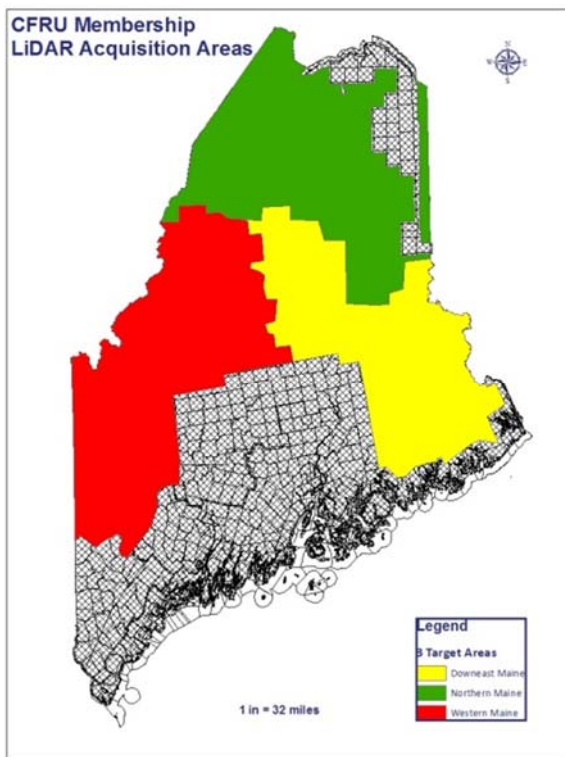 CFRU Membership
LiDAR Acquisition Areas
N
W E
S
Legend
3 Target Areas
Downeast Maine
Northern Maine
Western Maine
1 in = 32 miles